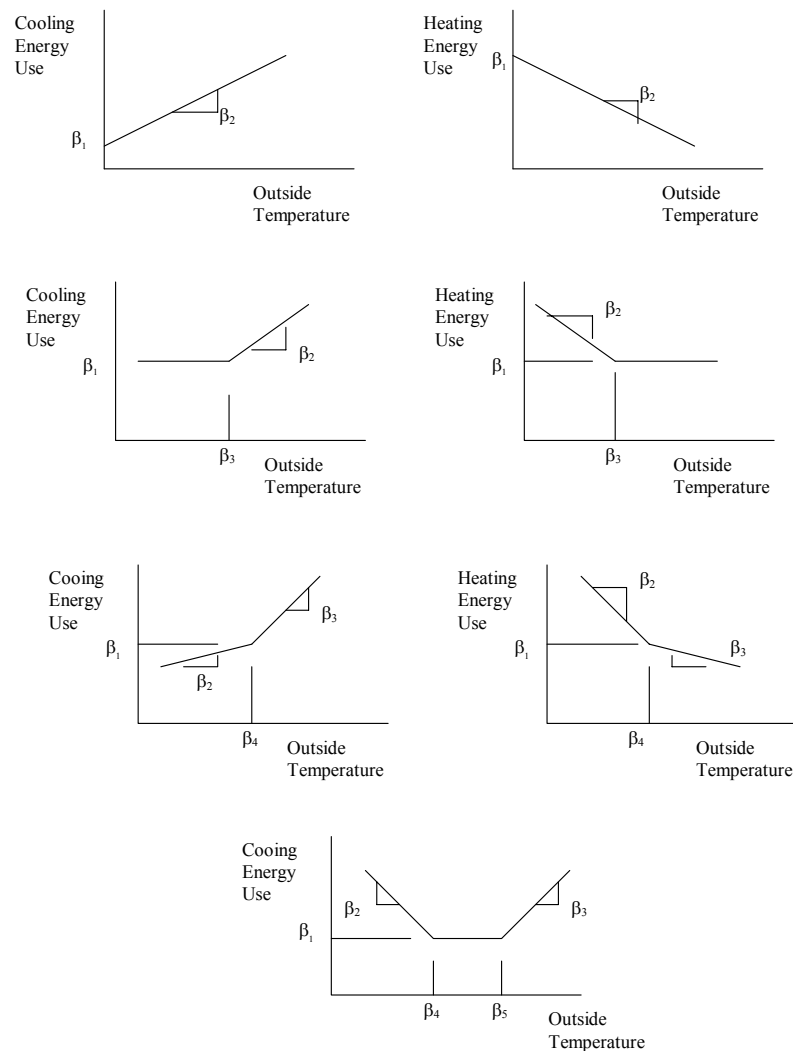 Cooling
Energy
Use
β₁
β₂
Outside
Temperature
Heating
Energy
Use
β₁
β₂
Outside
Temperature
Cooling
Energy
Use
β₁
β₂
β₃
Outside
Temperature
Heating
Energy
Use
β₁
β₂
β₃
Outside
Temperature
Cooing
Energy
Use
β₁
β₂
β₃
β₄
Outside
Temperature
Heating
Energy
Use
β₁
β₂
β₃
β₄
Outside
Temperature
Cooing
Energy
Use
β₁
β₂
β₃
β₄
β₅
Outside
Temperature